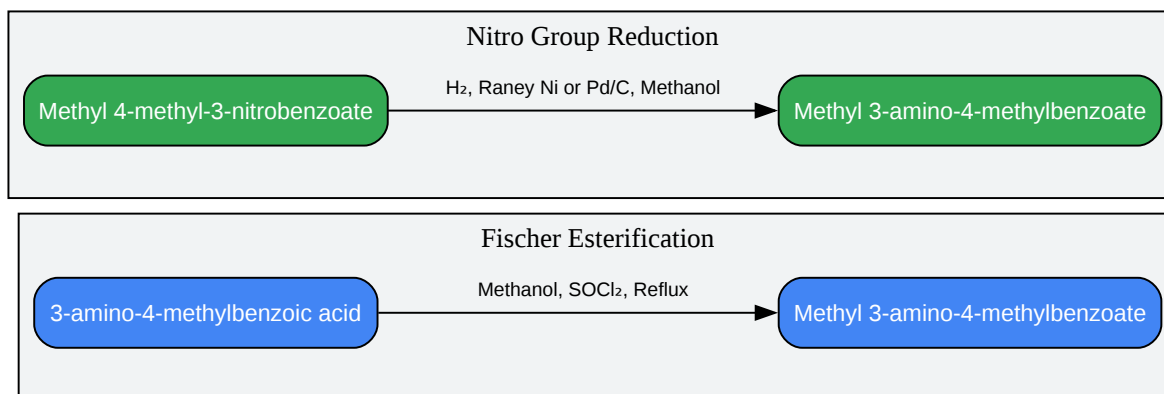 Nitro Group Reduction
Methyl 4-methyl-3-nitrobenzoate
H₂, Raney Ni or Pd/C, Methanol
Methyl 3-amino-4-methylbenzoate
Fischer Esterification
3-amino-4-methylbenzoic acid
Methanol, SOCl₂, Reflux
Methyl 3-amino-4-methylbenzoate